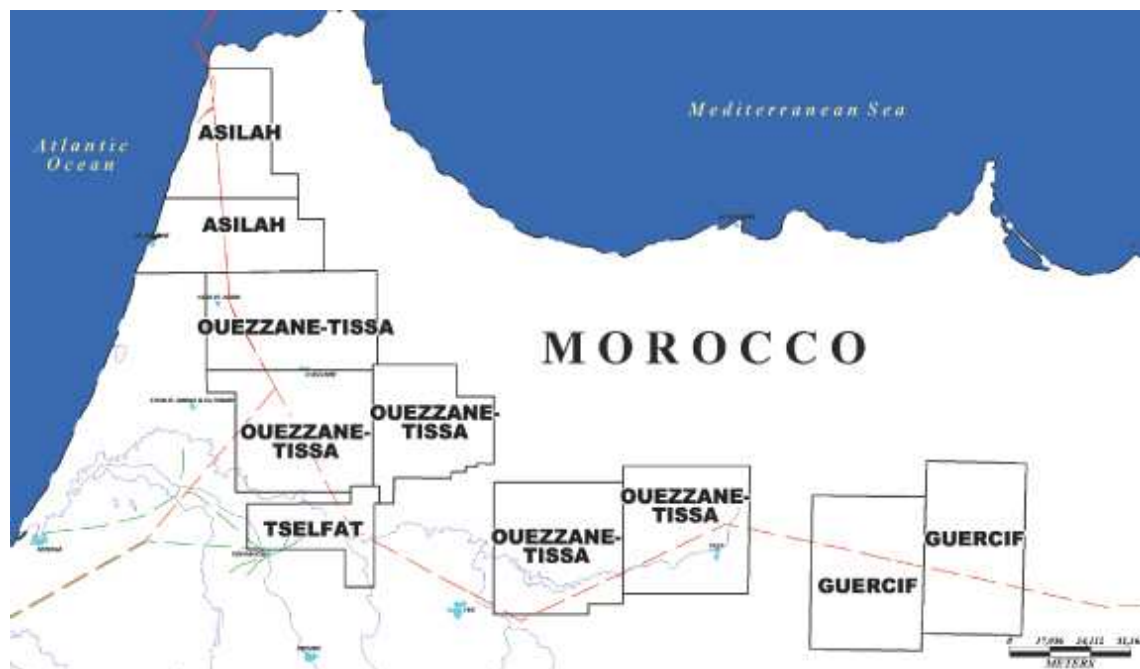 Mediterranean Sea
Atlantic
Ocean
ASILAH
ASILAH
OUEZZANE-TISSA
MOROCCO
OUEZZANE-
TISSA
OUEZZANE-
TISSA
OUEZZANE-
TISSA
OUEZZANE-
TISSA
TSELFAT
GUERCIF
GUERCIF
0
METERS